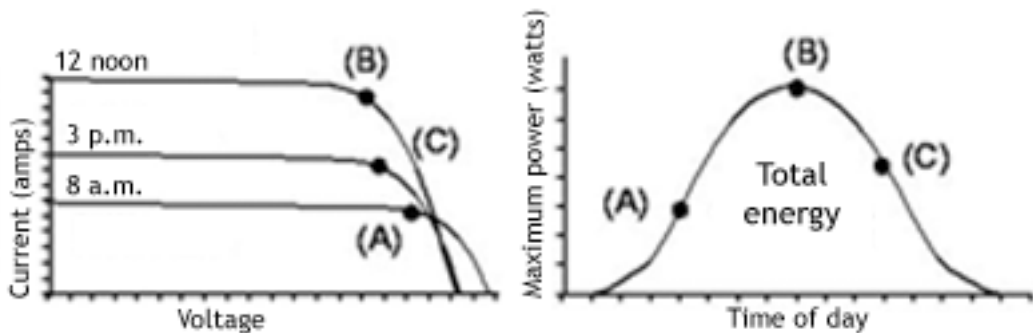 Current (amps)
12 noon
(B)
3 p.m.
(C)
8 a.m.
(A)
Voltage
Maximum power (watts)
(B)
(A)
Total
energy
(C)
Time of day